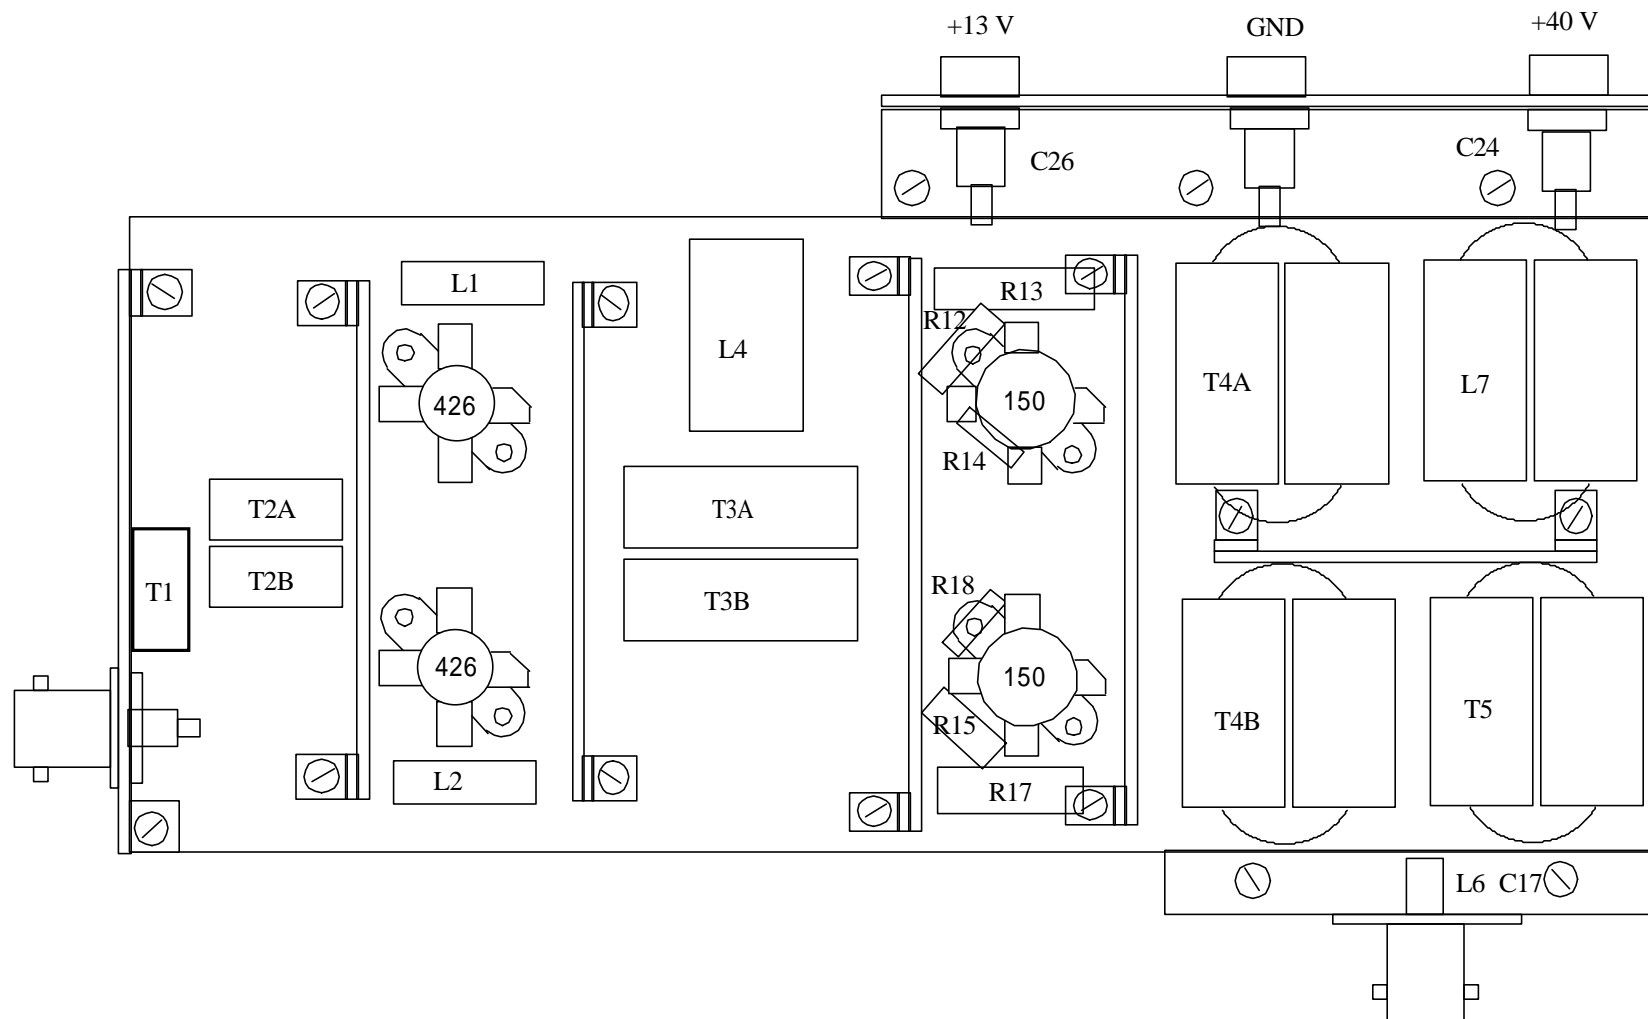 +13 V GND +40 V
C26 C24
L1 R13
R12
L4
T4A L7
426 150
R14
T2A T3A
T2B
T1 T3B R18
426 150
T4B T5
R15
L2 R17
L6 C17